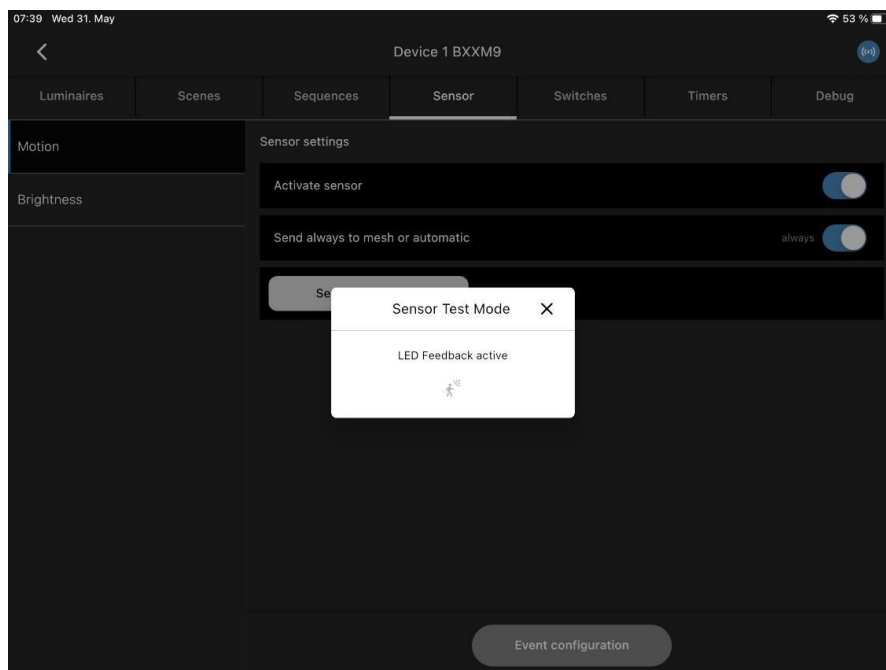 07:39 Wed 31. May
53 %
Device 1 BXXM9
Luminaires Scenes Sequences Sensor Switches Timers Debug
Motion
Brightness
Sensor settings
Activate sensor
Send always to mesh or automatic always
Se
Sensor Test Mode
LED Feedback active
Event configuration